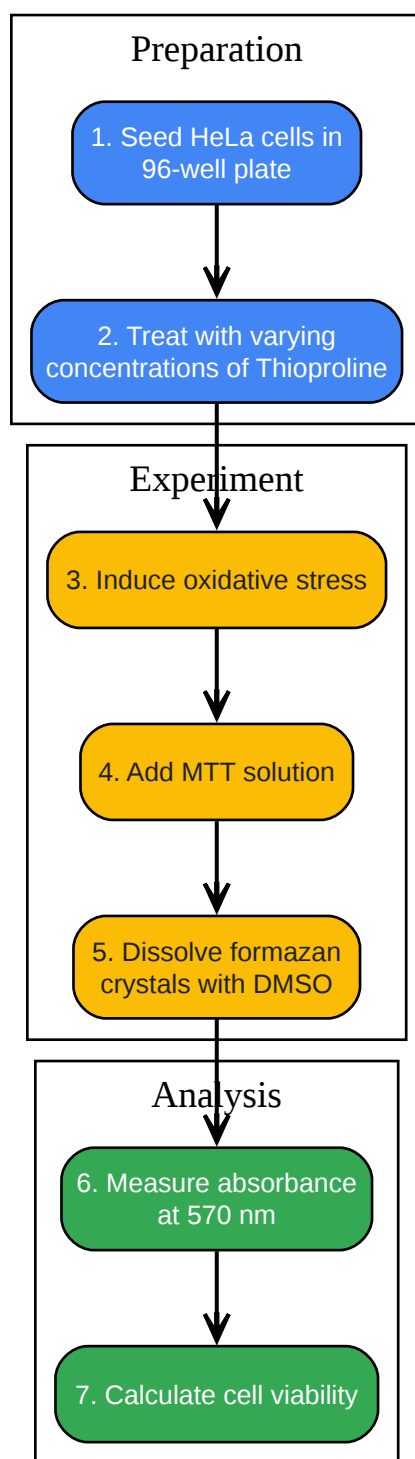 Preparation
1. Seed HeLa cells in
96-well plate
2. Treat with varying
concentrations of Thioproline
Experiment
3. Induce oxidative stress
4. Add MTT solution
5. Dissolve formazan
crystals with DMSO
Analysis
6. Measure absorbance
at 570 nm
7. Calculate cell viability